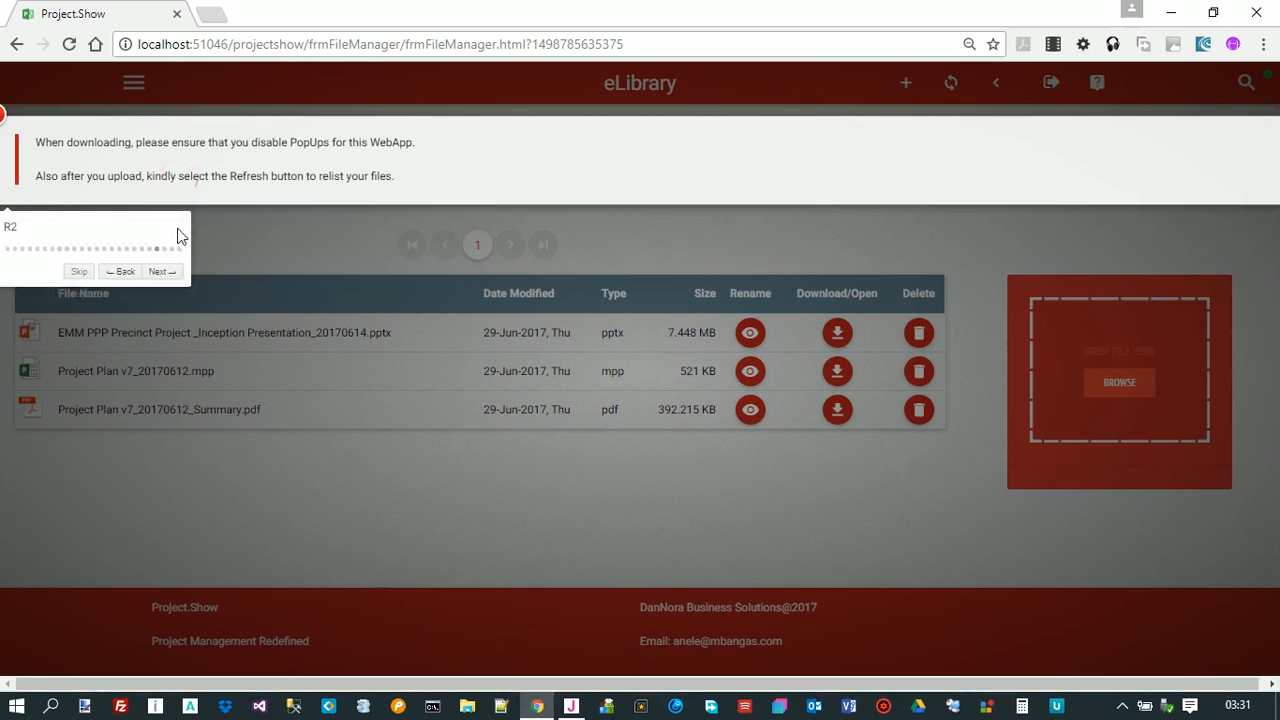 Project.Show
localhost:51046/projectshow/frmFileManager/frmFileManager.html?1498785635375
eLibrary
When downloading, please ensure that you disable PopUps for this WebApp.
Also after you upload, kindly select the Refresh button to relist your files.
R2
Skip
Back
Next
1
File Name Date Modified Type Size Rename Download/Open Delete
EMM PPP Precinct Project _Inception Presentation_20170614.pptx 29-Jun-2017, Thu pptx 7.448 MB
Project Plan v7_20170612.mpp 29-Jun-2017, Thu mpp 521 KB
Project Plan v7_20170612_Summary.pdf 29-Jun-2017, Thu pdf 392.215 KB
DROP FILE HERE
BROWSE
Project.Show DanNora Business Solutions@2017
Project Management Redefined Email: anele@mbangas.com
03:31